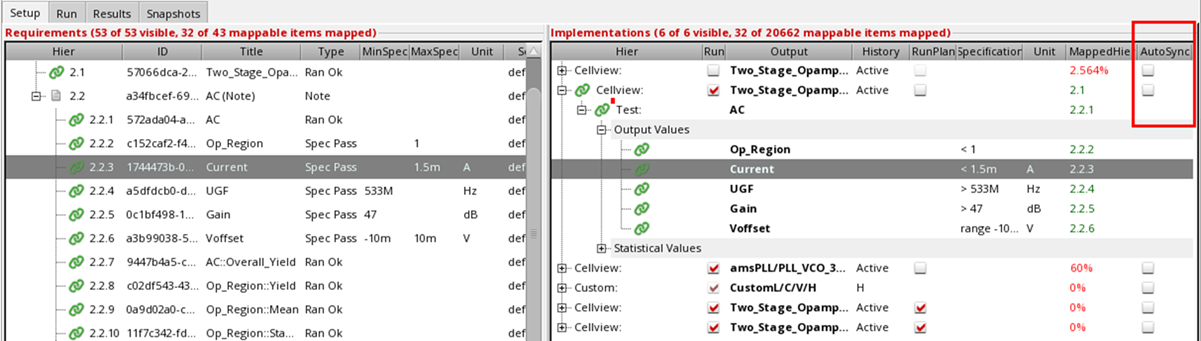 Setup Run Results Snapshots
Requirements (53 of 53 visible, 32 of 43 mappable items mapped)
Hier ID Title Type MinSpec MaxSpec Unit
2.1 57066dca-2... Two_Stage_Opa... Ran Ok def
2.2 a34fbcef-69... AC (Note) Note def
2.2.1 572ada04-a... AC Ran Ok def
2.2.2 c152caf2-f4... Op_Region Spec Pass 1 def
2.2.3 1744473b-0... Current Spec Pass 1.5m A def
2.2.4 a5dfdcb0-d... UGF Spec Pass 533M Hz def
2.2.5 0c1bf498-1... Gain Spec Pass 47 dB def
2.2.6 a3b99038-5... Voffset Spec Pass -10m 10m V def
2.2.7 9447b4a5-c... AC::Overall_Yield Ran Ok def
2.2.8 c02df543-43... Op_Region::Yield Ran Ok def
2.2.9 0a9d02a0-c... Op_Region::Mean Ran Ok def
2.2.10 11f7c342-fd... Op_Region::Sta... Ran Ok def
Implementations (6 of 6 visible, 32 of 20662 mappable items mapped)
Hier Run Output History RunPlan Specification Unit MappedHie AutoSync
Cellview: Two_Stage_Opamp... Active 2.564%
Cellview: Two_Stage_Opamp... Active 2.1
Test: AC 2.2.1
Output Values
Op_Region < 1 2.2.2
Current < 1.5m A 2.2.3
UGF > 533M Hz 2.2.4
Gain > 47 dB 2.2.5
Voffset range -10... V 2.2.6
Statistical Values
Cellview: amsPLL/PLL_VCO_3... Active 60%
Custom: CustomL/C/V/H H 0%
Cellview: Two_Stage_Opamp... Active 0%
Cellview: Two_Stage_Opamp... Active 0%